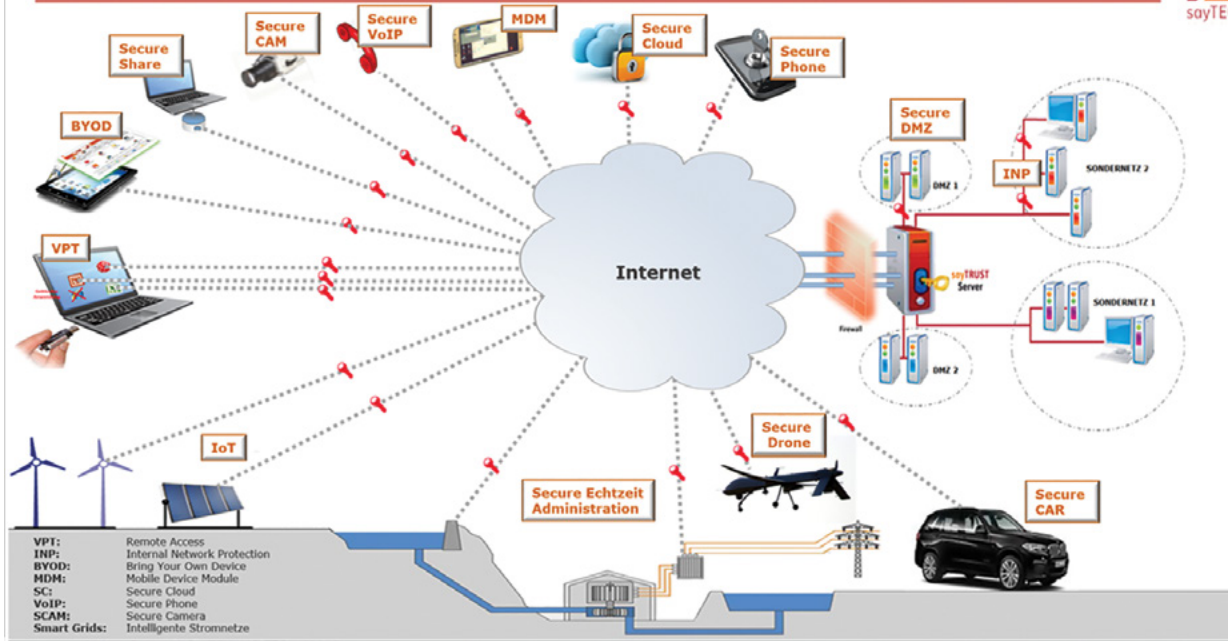 sayTE
Secure
Share
Secure
CAM
Secure
VoIP
MDM
Secure
Cloud
Secure
Phone
BYOD
VPT
Internet
Firewall
sayTRUST
Server
Secure
DMZ
DMZ 1
DMZ 2
INP
SONDERNETZ 2
SONDERNETZ 1
IoT
Secure Echtzeit
Administration
Secure
Drone
Secure
CAR
VPT: Remote Access
INP: Internal Network Protection
BYOD: Bring Your Own Device
MDM: Mobile Device Module
SC: Secure Cloud
VoIP: Secure Phone
SCAM: Secure Camera
Smart Grids: Intelligente Stromnetze